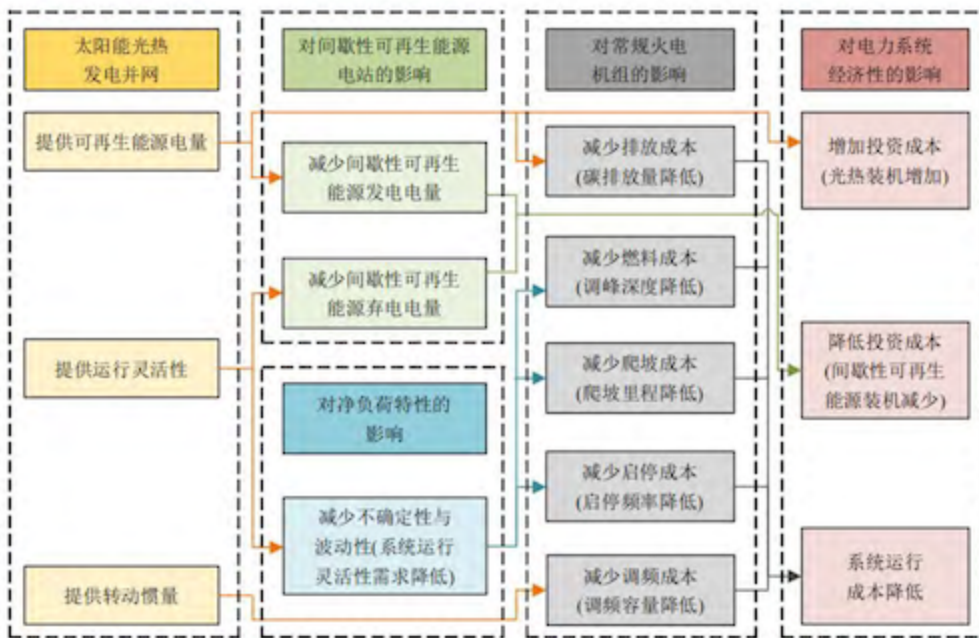 太阳能光热
发电并网
提供可再生能源电量
提供运行灵活性
提供转动惯量
对间歇性可再生能源
电站的影响
减少间歇性可再生
能源发电电量
减少间歇性可再生
能源弃电电量
对净负荷特性的
影响
减少不确定性与
波动性(系统运行
灵活性需求降低)
对常规火电
机组的影响
减少排放成本
(碳排放量降低)
减少燃料成本
(调峰深度降低)
减少爬坡成本
(爬坡里程降低)
减少启停成本
(启停频率降低)
减少调频成本
(调频容量降低)
对电力系统
经济性的影响
增加投资成本
(光热装机增加)
降低投资成本
(间歇性可再生
能源装机减少)
系统运行
成本降低